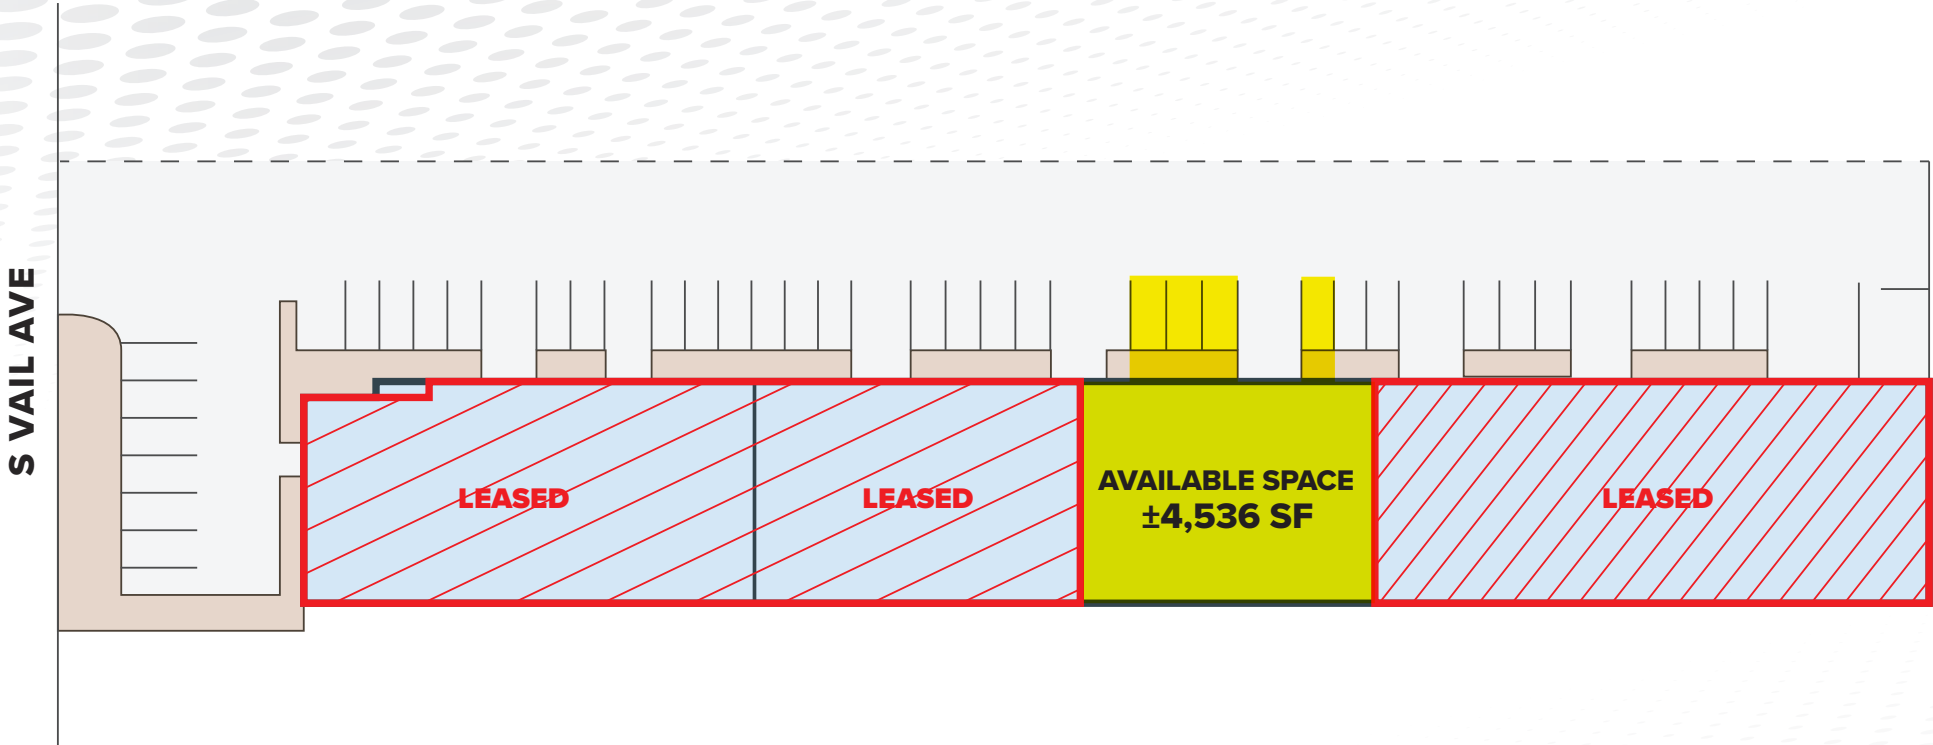 S VAIL AVE
LEASED
LEASED
AVAILABLE SPACE
±4,536 SF
LEASED